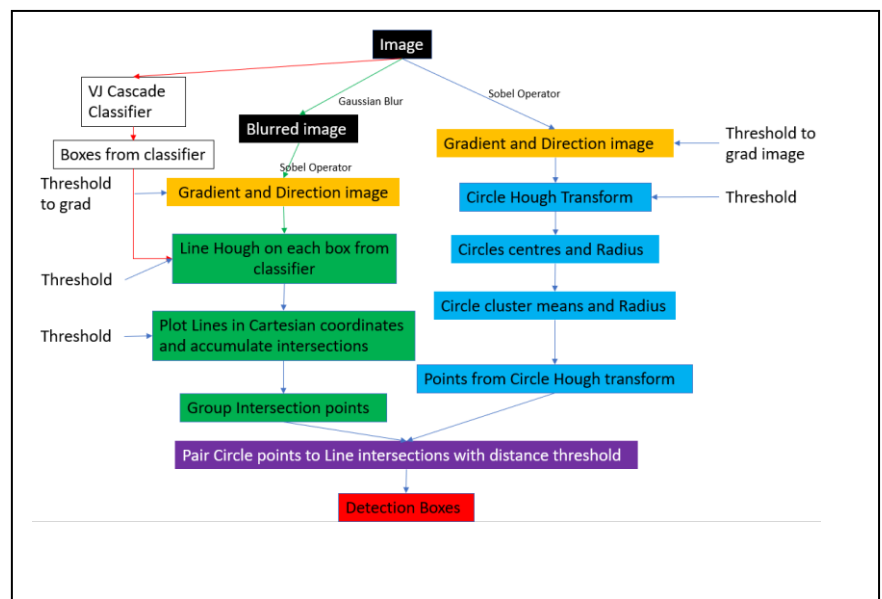 Image
VJ Cascade
Classifier
Gaussian Blur
Sobel Operator
Blurred image
Gradient and Direction image
Threshold to
grad image
Boxes from classifier
Sobel Operator
Threshold
to grad
Gradient and Direction image
Circle Hough Transform
Threshold
Line Hough on each box from
classifier
Circles centres and Radius
Threshold
Circle cluster means and Radius
Plot Lines in Cartesian coordinates
and accumulate intersections
Threshold
Points from Circle Hough transform
Group Intersection points
Pair Circle points to Line intersections with distance threshold
Detection Boxes